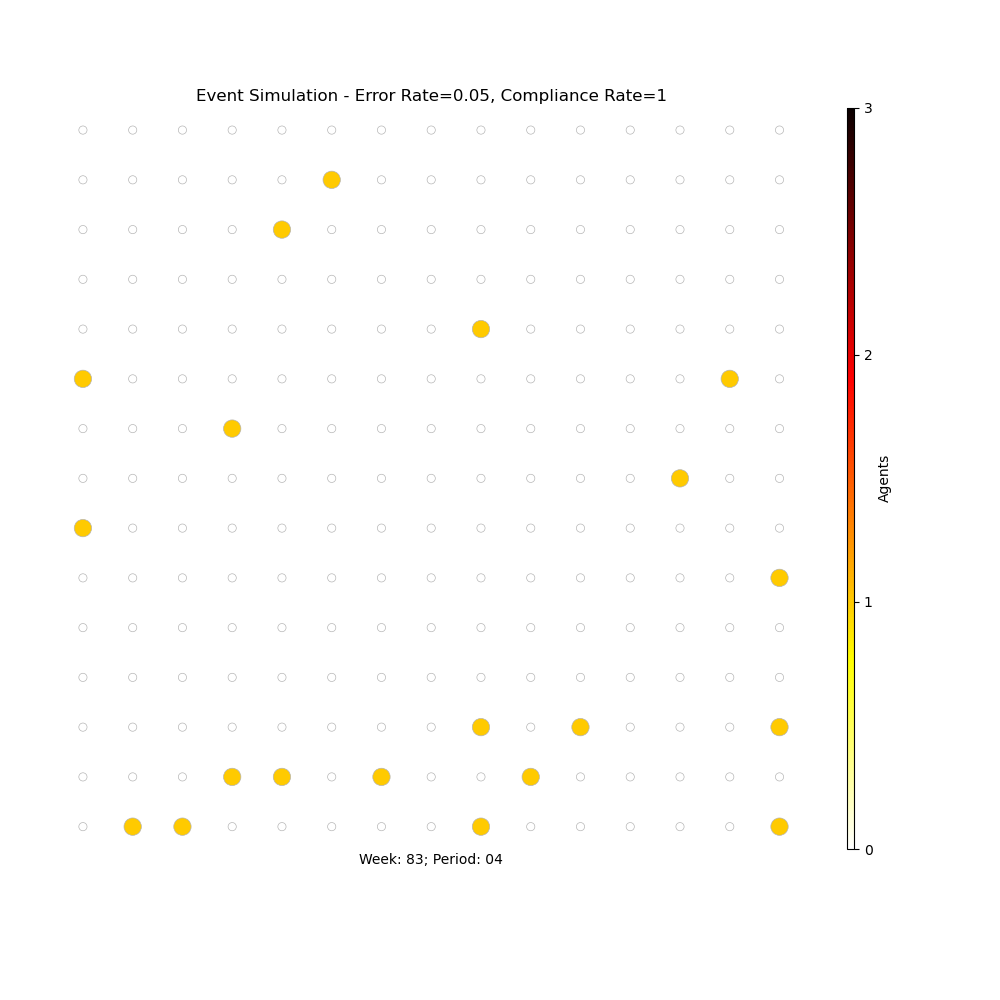 Event Simulation - Error Rate=0.05, Compliance Rate=1
3
2
1
0
Agents
Week: 83; Period: 04